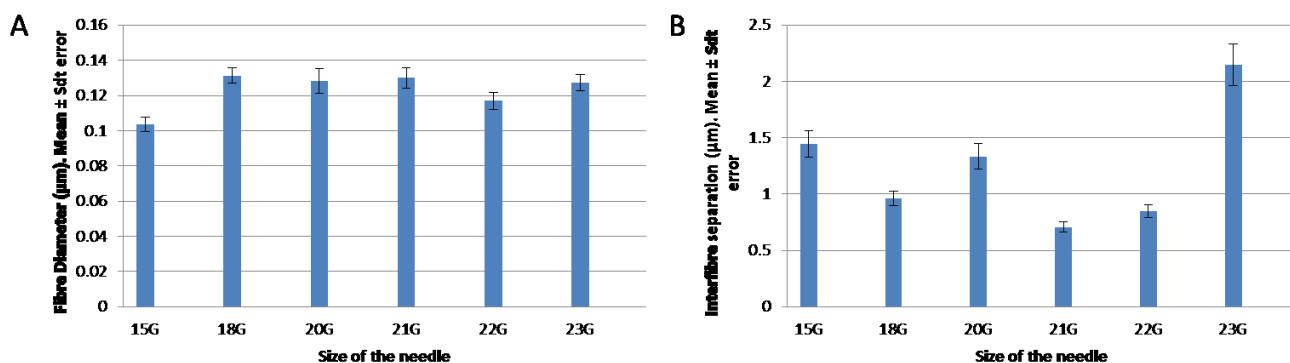 A
Fibre Diameter (µm). Mean ± Sdt error
0.16
0.14
0.12
0.1
0.08
0.06
0.04
0.02
0
15G 18G 20G 21G 22G 23G
Size of the needle
B
Interfibre separation (µm). Mean ± Sdt
error
2.5
2
1.5
1
0.5
0
15G 18G 20G 21G 22G 23G
Size of the needle